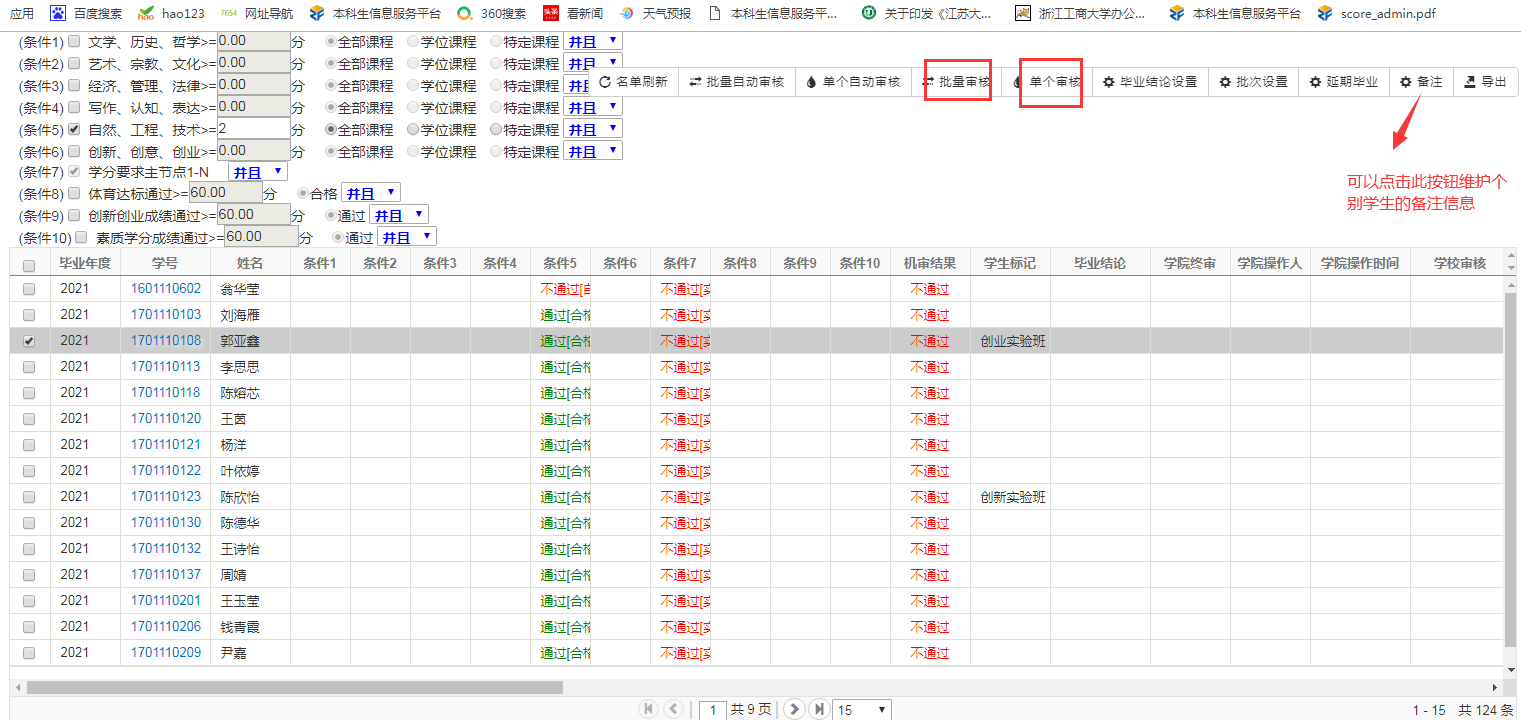 应用 百度搜索 hao123 7654 网址导航 本科生信息服务平台 360搜索 头条 看新闻 天气预报 本科生信息服务平... 关于印发《江苏大... 浙江工商大学办公... 本科生信息服务平台 score_admin.pdf
(条件1) 文学、历史、哲学>= 0.00 分 全部课程 学位课程 特定课程 并且
(条件2) 艺术、宗教、文化>= 0.00 分 全部课程 学位课程 特定课程 并且
(条件3) 经济、管理、法律>= 0.00 分 全部课程 学位课程 特定课程 并且
名单刷新 批量自动审核 单个自动审核 批量审核 单个审核 毕业结论设置 批次设置 延期毕业 备注 导出
(条件4) 写作、认知、表达>= 0.00 分 全部课程 学位课程 特定课程 并且
(条件5) 自然、工程、技术>= 2 分 全部课程 学位课程 特定课程 并且
(条件6) 创新、创意、创业>= 0.00 分 全部课程 学位课程 特定课程 并且
(条件7) 学分要求主节点1-N 并且
(条件8) 体育达标通过>= 60.00 分 合格 并且
(条件9) 创新创业成绩通过>= 60.00 分 通过 并且
(条件10) 素质学分成绩通过>= 60.00 分 通过 并且
可以点击此按钮维护个
别学生的备注信息
毕业年度 学号 姓名 条件1 条件2 条件3 条件4 条件5 条件6 条件7 条件8 条件9 条件10 机审结果 学生标记 毕业结论 学院终审 学院操作人 学院操作时间 学校审核
2021 1601110602 翁华莹 不通过[ 不通过[ 不通过
2021 1701110103 刘海雁 通过[合格 不通过[ 不通过
2021 1701110108 郭亚鑫 通过[合格 不通过[ 不通过 创业实验班
2021 1701110113 李思思 通过[合格 不通过[ 不通过
2021 1701110118 陈熔芯 通过[合格 不通过[ 不通过
2021 1701110120 王茵 通过[合格 不通过[ 不通过
2021 1701110121 杨洋 通过[合格 不通过[ 不通过
2021 1701110122 叶依婷 通过[合格 不通过[ 不通过
2021 1701110123 陈欣怡 通过[合格 不通过[ 不通过 创新实验班
2021 1701110130 陈德华 通过[合格 不通过[ 不通过
2021 1701110132 王诗怡 通过[合格 不通过[ 不通过
2021 1701110137 周婧 通过[合格 不通过[ 不通过
2021 1701110201 王玉莹 通过[合格 不通过[ 不通过
2021 1701110206 钱青霞 通过[合格 不通过[ 不通过
2021 1701110209 尹嘉 通过[合格 不通过[ 不通过
1 共 9 页 15 1 - 15 共 124 条